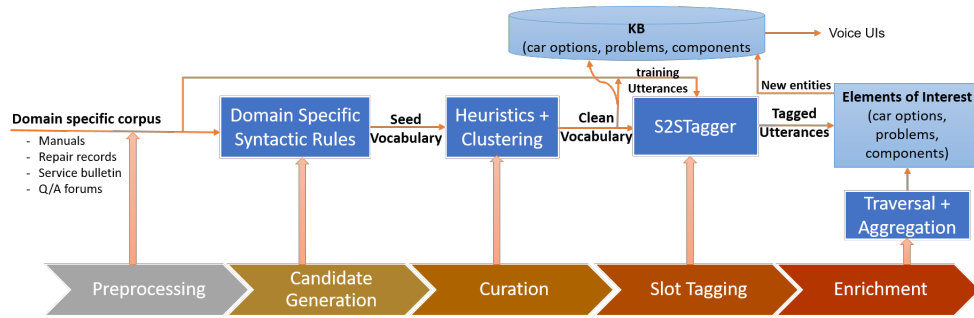 KB
(car options, problems, components
Voice UIs
training
Utterances
New entities
Domain specific corpus
- Manuals
- Repair records
- Service bulletin
- Q/A forums
Domain Specific
Syntactic Rules
Seed
Vocabulary
Heuristics +
Clustering
Clean
Vocabulary
S2STagger
Tagged
Utterances
Elements of Interest
(car options,
problems,
components)
Traversal +
Aggregation
Preprocessing
Candidate
Generation
Curation
Slot Tagging
Enrichment